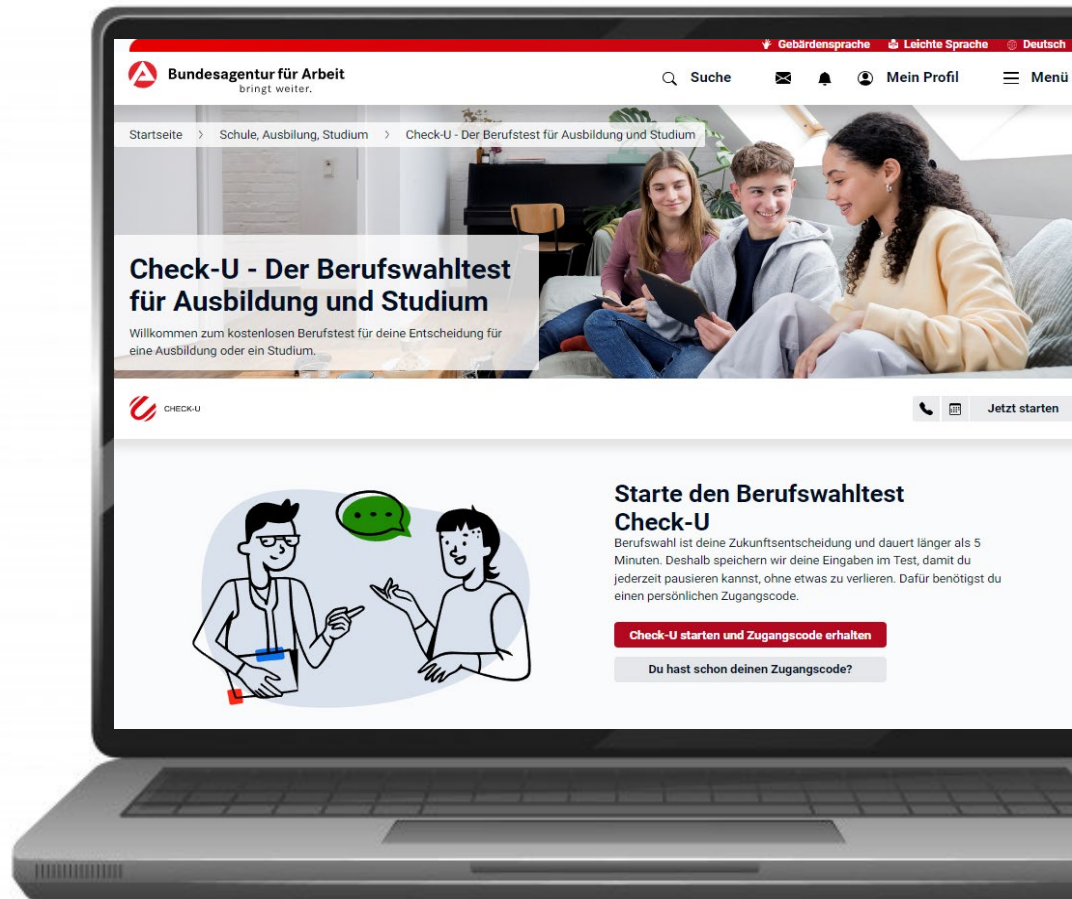 Gebärdensprache Leichte Sprache Deutsch
Bundesagentur für Arbeit
bringt weiter.
Suche Mein Profil Menü
Startseite > Schule, Ausbilung, Studium > Check-U - Der Berufstest für Ausbildung und Studium
Check-U - Der Berufswahltest
für Ausbildung und Studium
Willkommen zum kostenlosen Berufstest für deine Entscheidung für
eine Ausbildung oder ein Studium.
CHECK-U
Jetzt starten
Starte den Berufswahltest
Check-U
Berufswahl ist deine Zukunftsentscheidung und dauert länger als 5
Minuten. Deshalb speichern wir deine Eingaben im Test, damit du
jederzeit pausieren kannst, ohne etwas zu verlieren. Dafür benötigst du
einen persönlichen Zugangscode.
Check-U starten und Zugangscode erhalten
Du hast schon deinen Zugangscode?